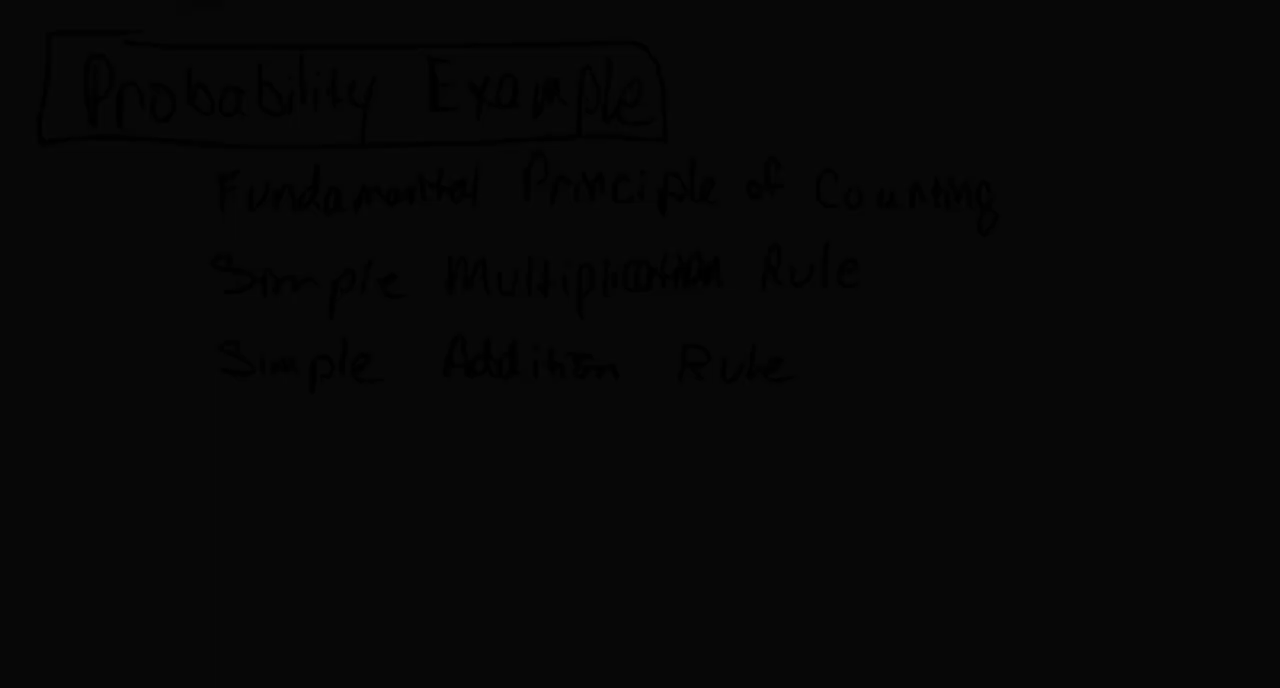 Probability Example
Fundamental Principle of Counting
Simple Multiplication Rule
Simple Addition Rule